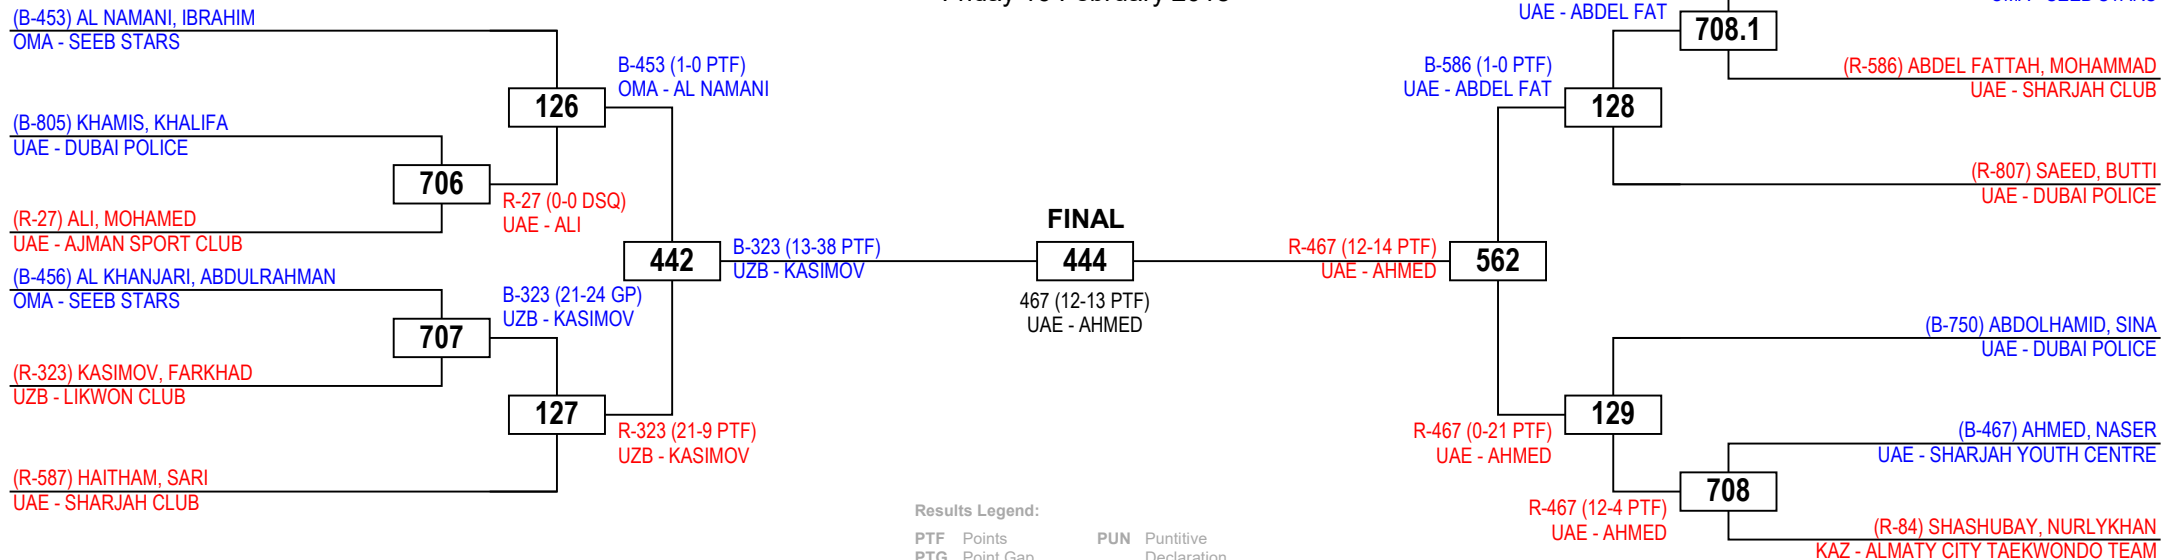 (B-453) AL NAMANI, IBRAHIM
OMA - SEEB STARS
B-453 (1-0 PTF)
OMA - AL NAMANI
126
(B-805) KHAMIS, KHALIFA
UAE - DUBAI POLICE
706
R-27 (0-0 DSQ)
UAE - ALI
(R-27) ALI, MOHAMED
UAE - AJMAN SPORT CLUB
442
B-323 (13-38 PTF)
UZB - KASIMOV
(B-456) AL KHANJARI, ABDULRAHMAN
OMA - SEEB STARS
B-323 (21-24 GP)
UZB - KASIMOV
707
(R-323) KASIMOV, FARKHAD
UZB - LIKWON CLUB
127
R-323 (21-9 PTF)
UZB - KASIMOV
(R-587) HAITHAM, SARI
UAE - SHARJAH CLUB
FINAL
444
467 (12-13 PTF)
UAE - AHMED
UAE - ABDEL FAT
708.1
(R-586) ABDEL FATTAH, MOHAMMAD
UAE - SHARJAH CLUB
B-586 (1-0 PTF)
UAE - ABDEL FAT
128
(R-807) SAEED, BUTTI
UAE - DUBAI POLICE
R-467 (12-14 PTF)
UAE - AHMED
562
(B-750) ABDOLHAMID, SINA
UAE - DUBAI POLICE
129
R-467 (0-21 PTF)
UAE - AHMED
(B-467) AHMED, NASER
UAE - SHARJAH YOUTH CENTRE
708
R-467 (12-4 PTF)
UAE - AHMED
(R-84) SHASHUBAY, NURLYKHAN
KAZ - ALMATY CITY TAEKWONDO TEAM
Results Legend:
PTF Points PUN Puntitive
PTG Point Gap Declaration